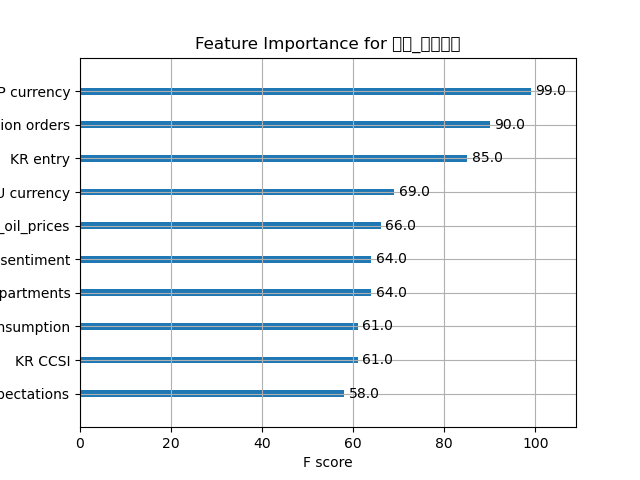 Feature Importance for
P currency
99.0
ion orders
90.0
KR entry
85.0
U currency
69.0
_oil_prices
66.0
sentiment
64.0
partments
64.0
nsumption
61.0
KR CCSI
61.0
pectations
58.0
0 20 40 60 80 100
F score